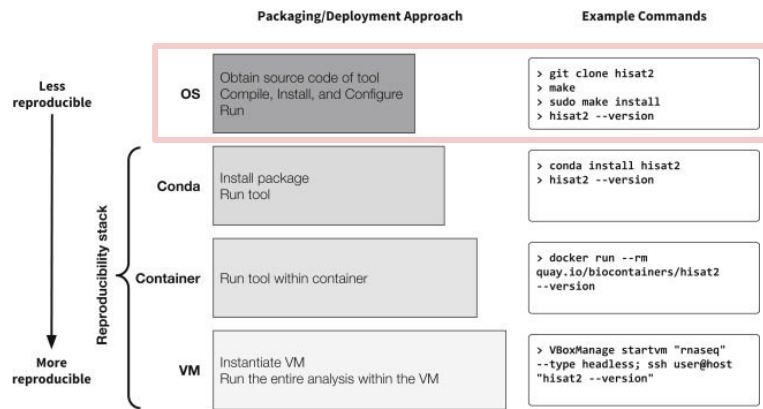 Packaging/Deployment Approach
Example Commands
Less
reproducible
OS
Obtain source code of tool
Compile, Install, and Configure
Run
> git clone hisat2
> make
> sudo make install
> hisat2 --version
Reproducibility stack
Conda
Install package
Run tool
> conda install hisat2
> hisat2 --version
Container
Run tool within container
> docker run --rm
quay.io/biocontainers/hisat2
--version
More
reproducible
VM
Instantiate VM
Run the entire analysis within the VM
> VBoxManage startvm "rnaseq"
--type headless; ssh user@host
"hisat2 --version"